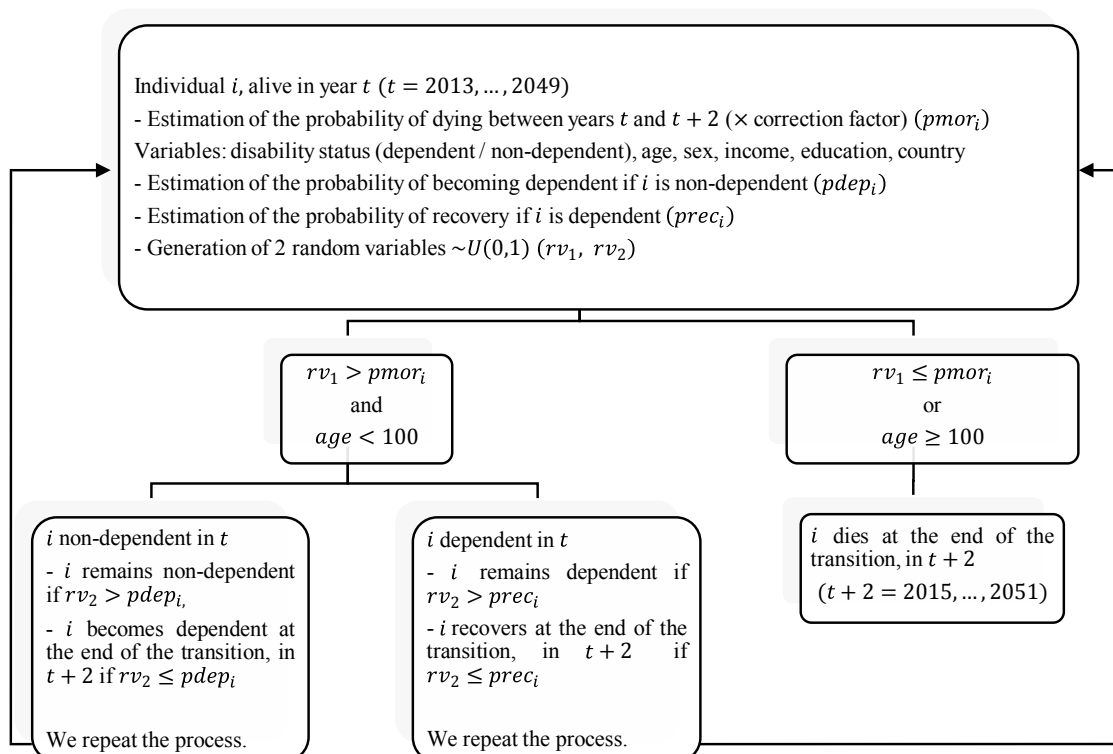 Individual i, alive in year t (t = 2013, … , 2049)
- Estimation of the probability of dying between years t and t + 2 (× correction factor) (pmor_i)
Variables: disability status (dependent / non-dependent), age, sex, income, education, country
- Estimation of the probability of becoming dependent if i is non-dependent (pdep_i)
- Estimation of the probability of recovery if i is dependent (prec_i)
- Generation of 2 random variables ~U(0,1) (rv_1, rv_2)
rv_1 > pmor_i
and
age < 100
rv_1 ≤ pmor_i
or
age ≥ 100
i non-dependent in t
- i remains non-dependent
if rv_2 > pdep_i,
- i becomes dependent at
the end of the transition, in
t + 2 if rv_2 ≤ pdep_i
We repeat the process.
i dependent in t
- i remains dependent if
rv_2 > prec_i
- i recovers at the end of the
transition, in t + 2 if
rv_2 ≤ prec_i
We repeat the process.
i dies at the end of the
transition, in t + 2
(t + 2 = 2015, … , 2051)